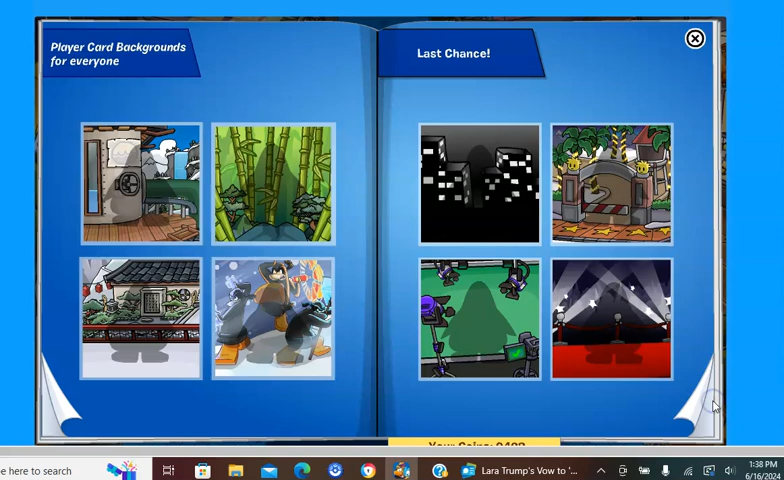 Player Card Backgrounds
for everyone
Last Chance!
Lara Trump's Vow to '...
1:38 PM
e here to search
6/16/2024